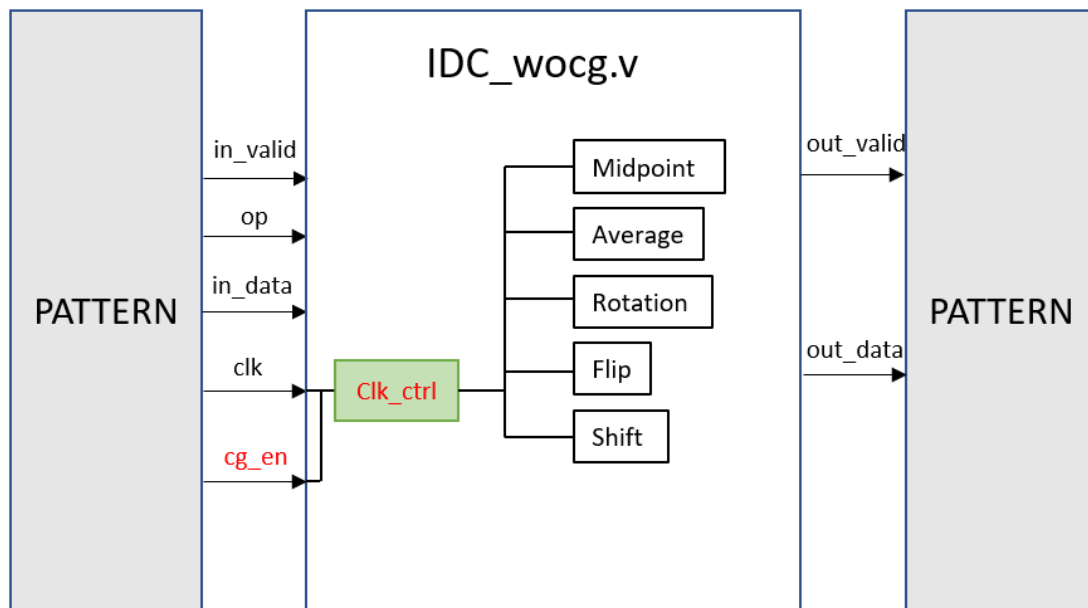 IDC_wocg.v
in_valid
op
in_data
PATTERN
clk
cg_en
Clk_ctrl
Midpoint
Average
Rotation
Flip
Shift
out_valid
out_data
PATTERN